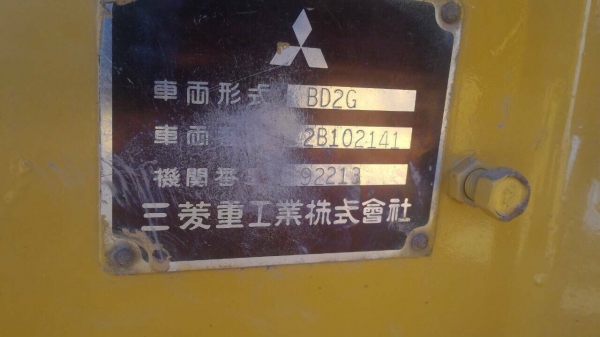 車両形式 BD2G
車両 2B102141
機関番 92213
三菱重工業株式會社